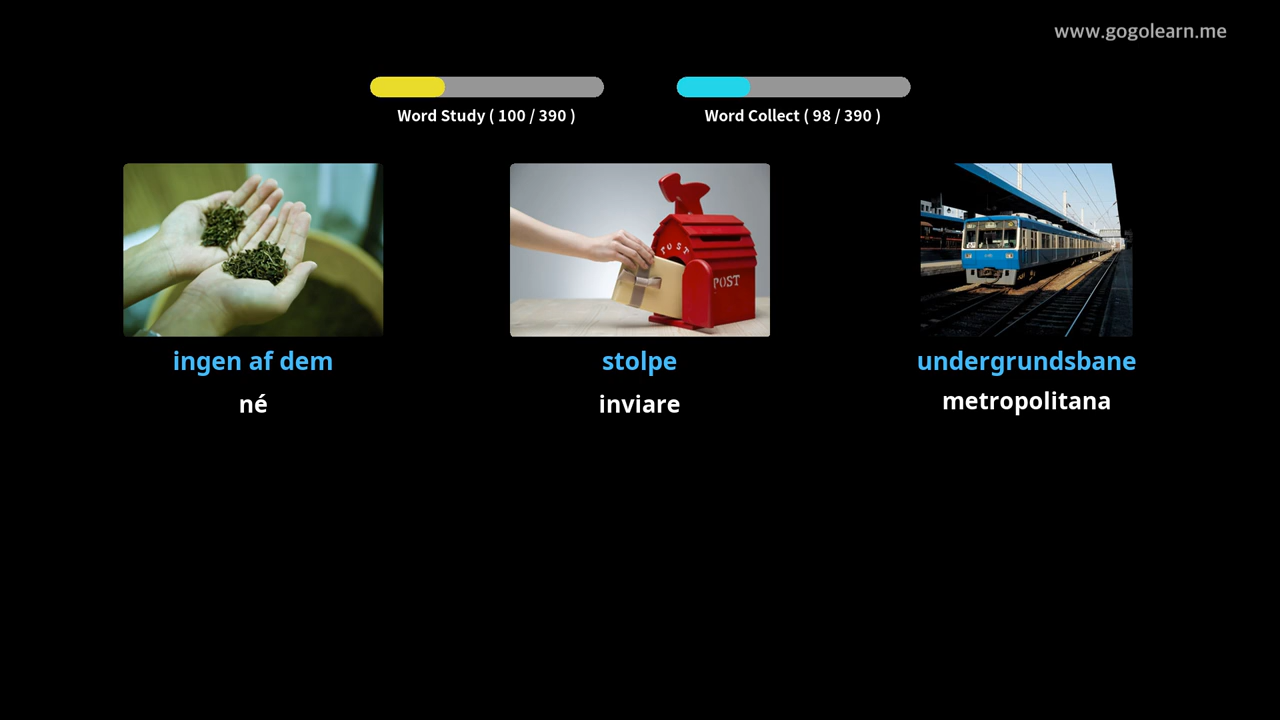 www.gogolearn.me
Word Study ( 100 / 390 )
Word Collect ( 98 / 390 )
POST
POST
ingen af dem
stolpe
undergrundsbane
né
inviare
metropolitana